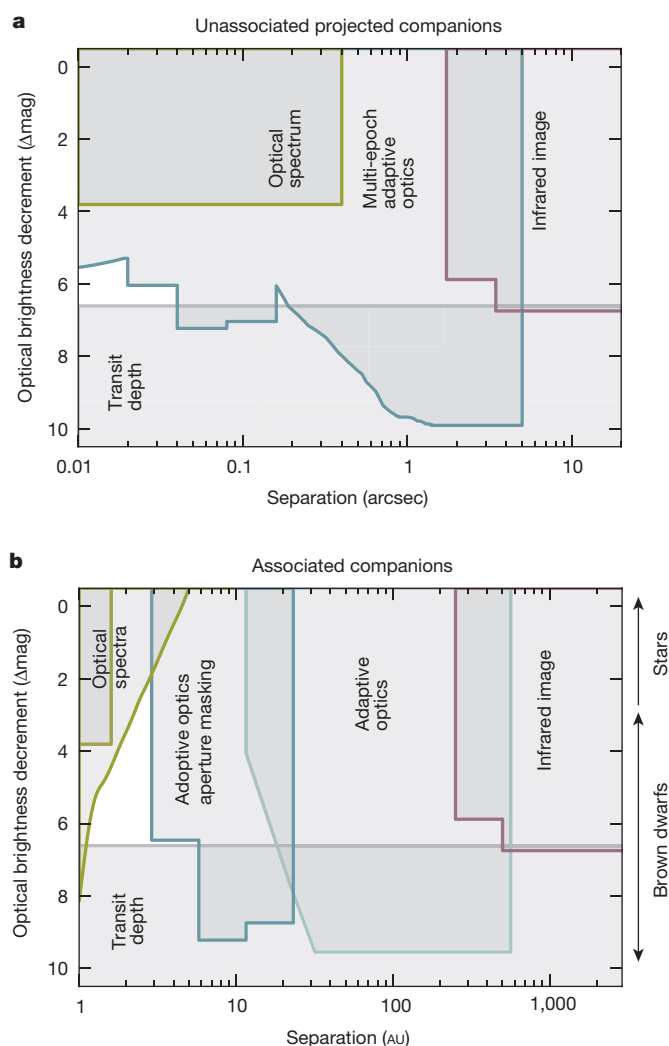 a
Unassociated projected companions
0
2
4
6
8
10
Optical brightness decrement (Δmag)
Optical
spectrum
Multi-epoch
adaptive
optics
Infrared image
Transit
depth
0.01
0.1
1
10
Separation (arcsec)
b
Associated companions
0
2
4
6
8
10
Optical brightness decrement (Δmag)
Optical
spectra
Adoptive optics
aperture masking
Adaptive
optics
Infrared image
Transit
depth
Stars
Brown dwarfs
1
10
100
1,000
Separation (AU)